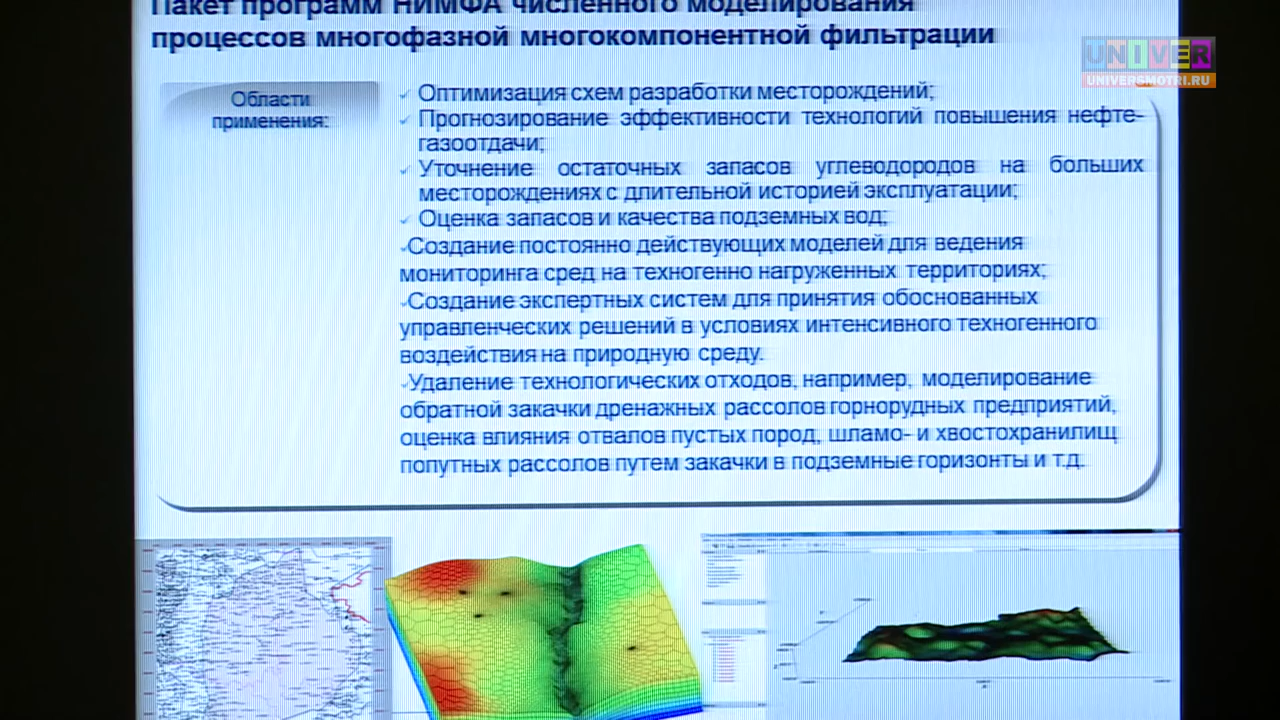 Пакет программ НИМФА численного моделирования
процессов многофазной многокомпонентной фильтрации
UNIVER
UNIVERSMOTRI.RU
Области
применения:
Оптимизация схем разработки месторождений;
Прогнозирование эффективности технологий повышения нефте-
газоотдачи;
Уточнение остаточных запасов углеводородов на больших
месторождениях с длительной историей эксплуатации;
Оценка запасов и качества подземных вод;
Создание постоянно действующих моделей для ведения
мониторинга сред на техногенно нагруженных территориях;
Создание экспертных систем для принятия обоснованных
управленческих решений в условиях интенсивного техногенного
воздействия на природную среду.
Удаление технологических отходов, например, моделирование
обратной закачки дренажных рассолов горнорудных предприятий,
оценка влияния отвалов пустых пород, шламо- и хвостохранилищ
попутных рассолов путем закачки в подземные горизонты и т.д.